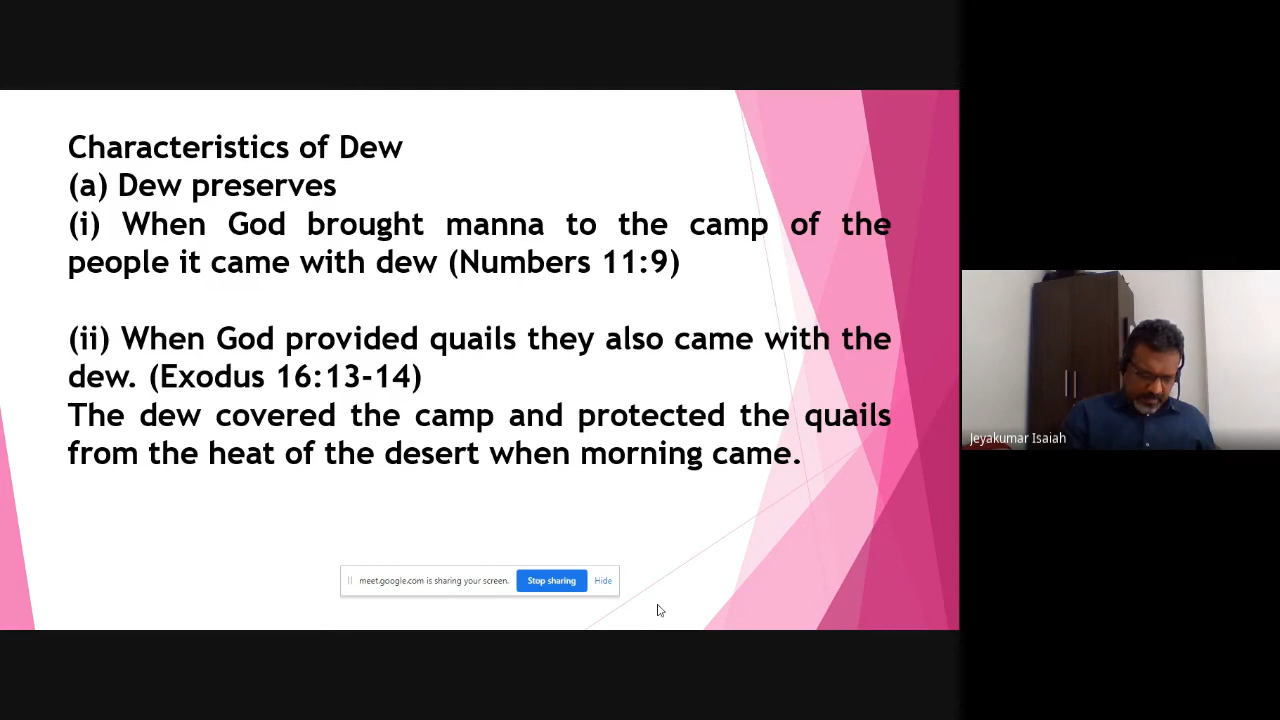 Characteristics of Dew
(a) Dew preserves
(i) When God brought manna to the camp of the
people it came with dew (Numbers 11:9)
(ii) When God provided quails they also came with the
dew. (Exodus 16:13-14)
The dew covered the camp and protected the quails
from the heat of the desert when morning came.
meet.google.com is sharing your screen. Stop sharing Hide
Jeyakumar Isaiah